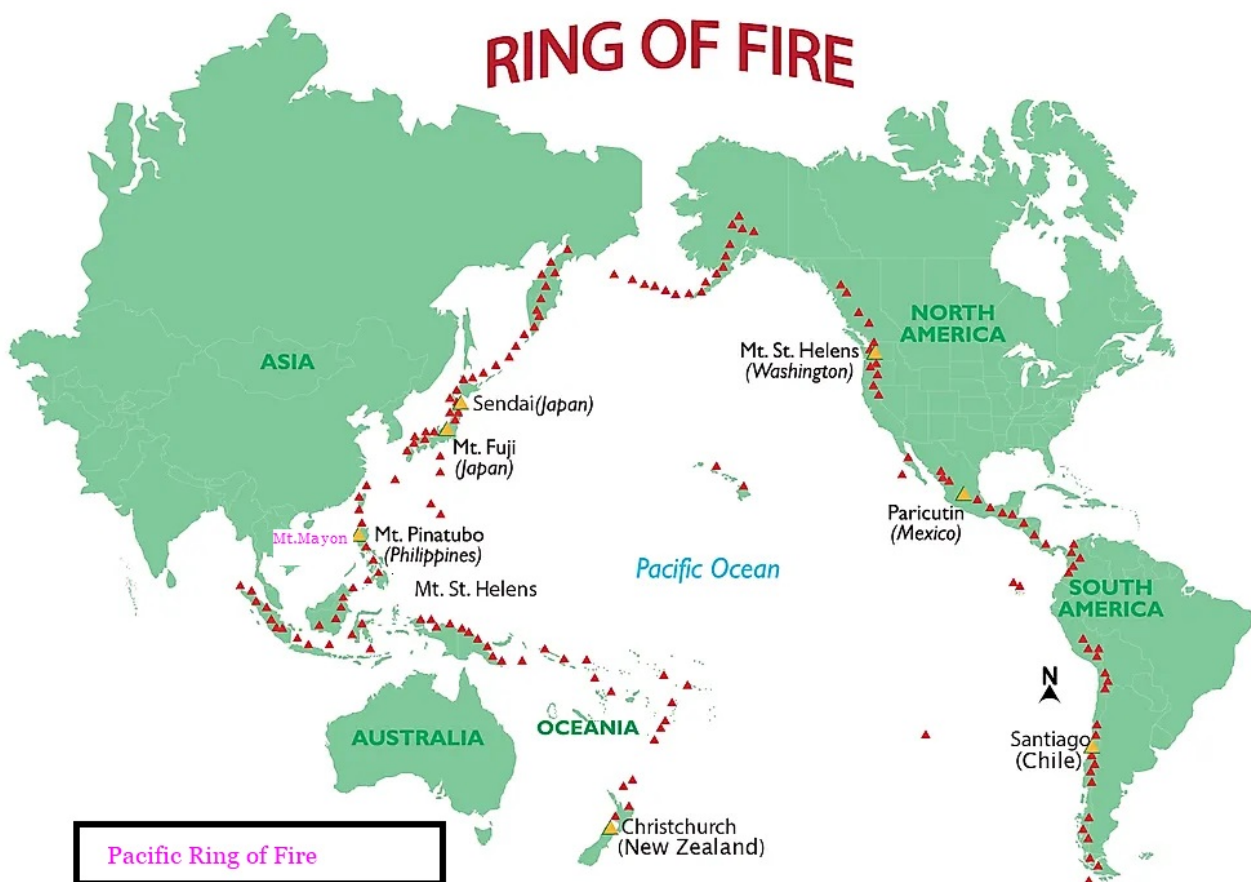 RING OF FIRE
NORTH
AMERICA
ASIA
Mt. St. Helens
(Washington)
Sendai(Japan)
Mt. Fuji
(Japan)
Paricutin
(Mexico)
Mt.Mayon
Mt. Pinatubo
(Philippines)
Mt. St. Helens
Pacific Ocean
SOUTH
AMERICA
N
OCEANIA
AUSTRALIA
Santiago
(Chile)
Christchurch
(New Zealand)
Pacific Ring of Fire